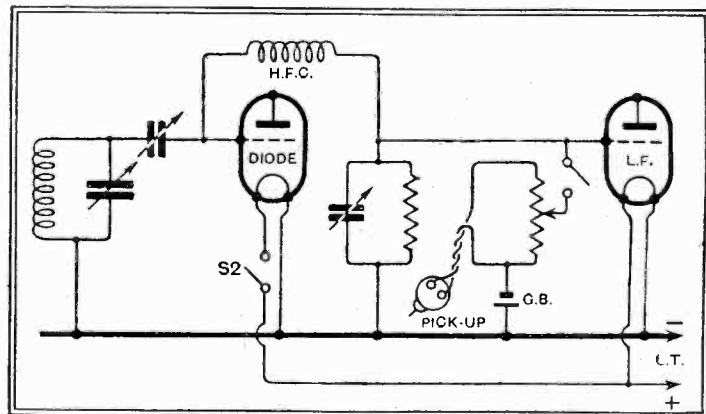 H.F.C.
DIODE
L.F.
S2
PICK-UP
G.B.
−
L.T.
+